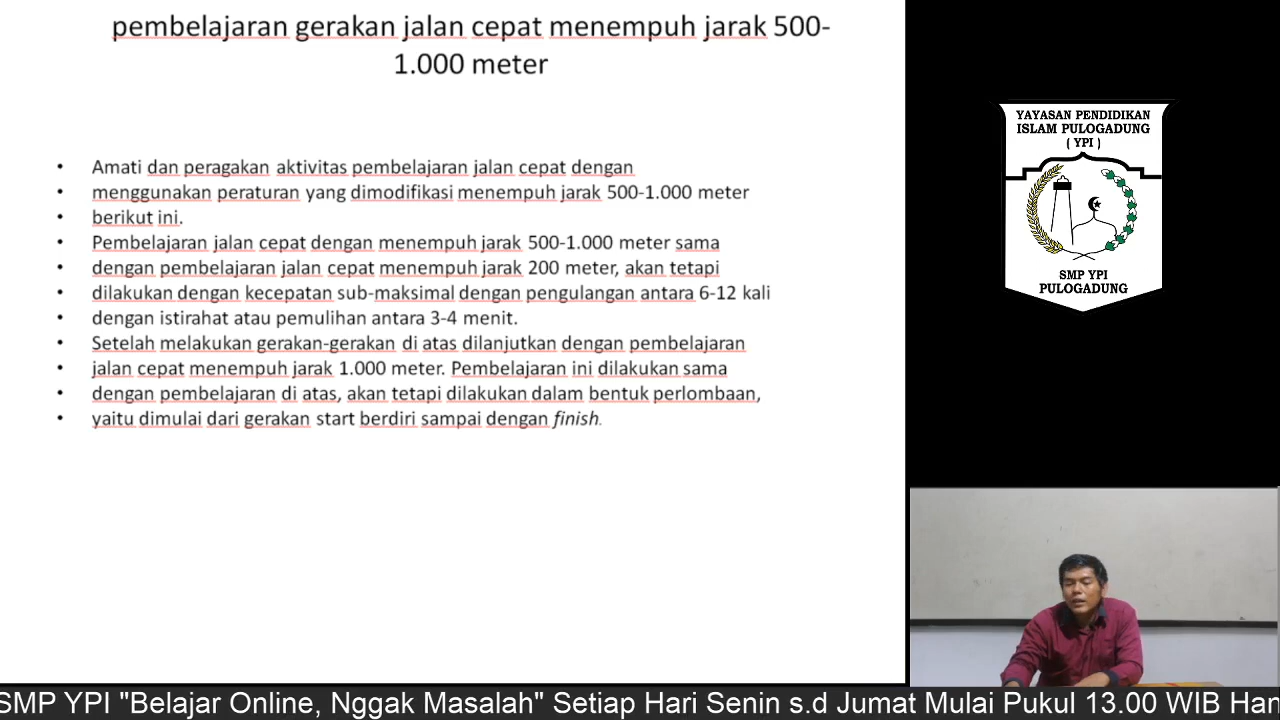 pembelajaran gerakan jalan cepat menempuh jarak 500-
1.000 meter
• Amati dan peragakan aktivitas pembelajaran jalan cepat dengan
• menggunakan peraturan yang dimodifikasi menempuh jarak 500-1.000 meter
• berikut ini.
• Pembelajaran jalan cepat dengan menempuh jarak 500-1.000 meter sama
• dengan pembelajaran jalan cepat menempuh jarak 200 meter, akan tetapi
• dilakukan dengan kecepatan sub-maksimal dengan pengulangan antara 6-12 kali
• dengan istirahat atau pemulihan antara 3-4 menit.
• Setelah melakukan gerakan-gerakan di atas dilanjutkan dengan pembelajaran
• jalan cepat menempuh jarak 1.000 meter. Pembelajaran ini dilakukan sama
• dengan pembelajaran di atas, akan tetapi dilakukan dalam bentuk perlombaan,
• yaitu dimulai dari gerakan start berdiri sampai dengan finish.
YAYASAN PENDIDIKAN
ISLAM PULOGADUNG
( YPI )
SMP YPI
PULOGADUNG
SMP YPI "Belajar Online, Nggak Masalah" Setiap Hari Senin s.d Jumat Mulai Pukul 13.00 WIB Han